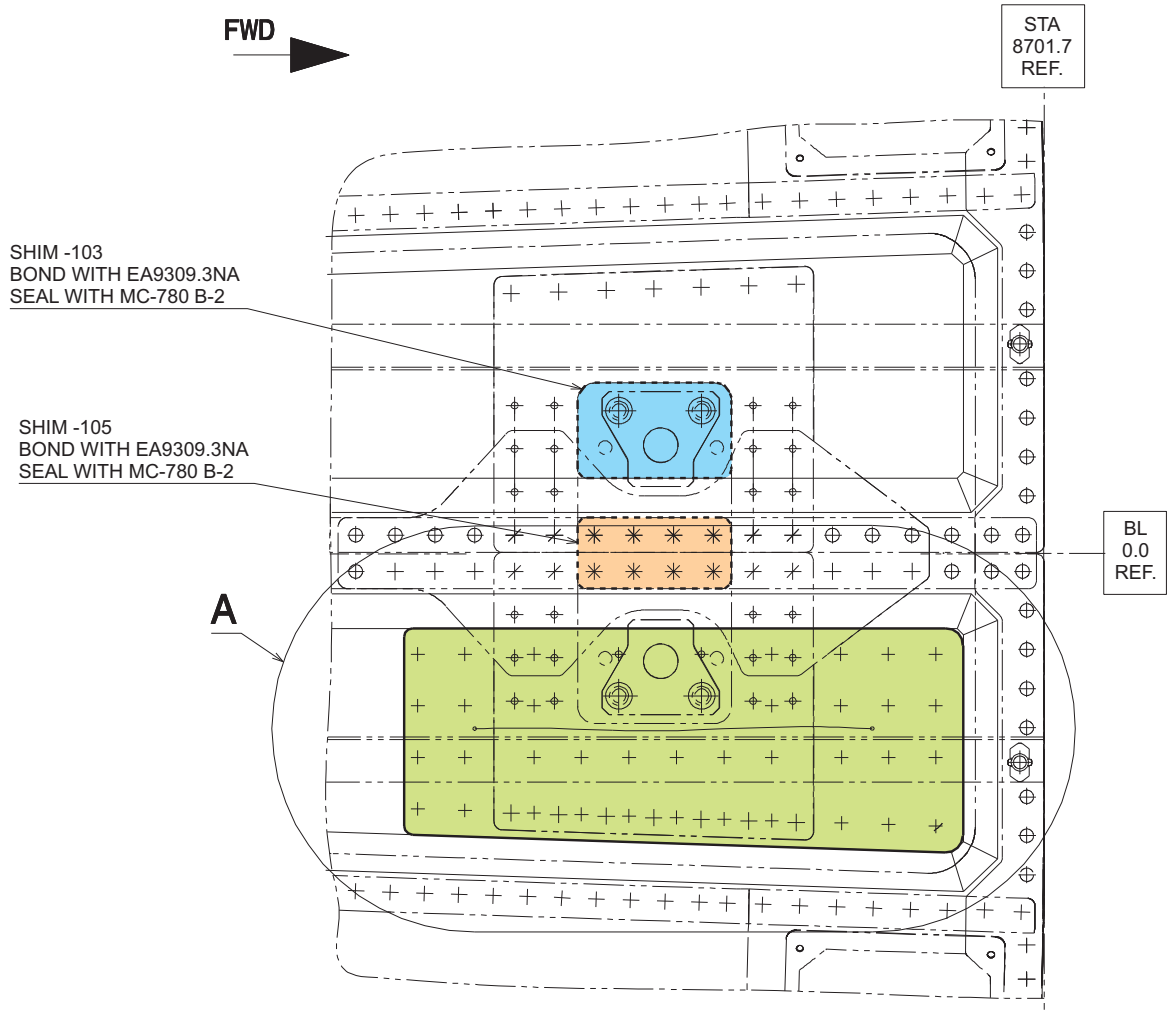 FWD
STA
8701.7
REF.
SHIM -103
BOND WITH EA9309.3NA
SEAL WITH MC-780 B-2
SHIM -105
BOND WITH EA9309.3NA
SEAL WITH MC-780 B-2
BL
0.0
REF.
A